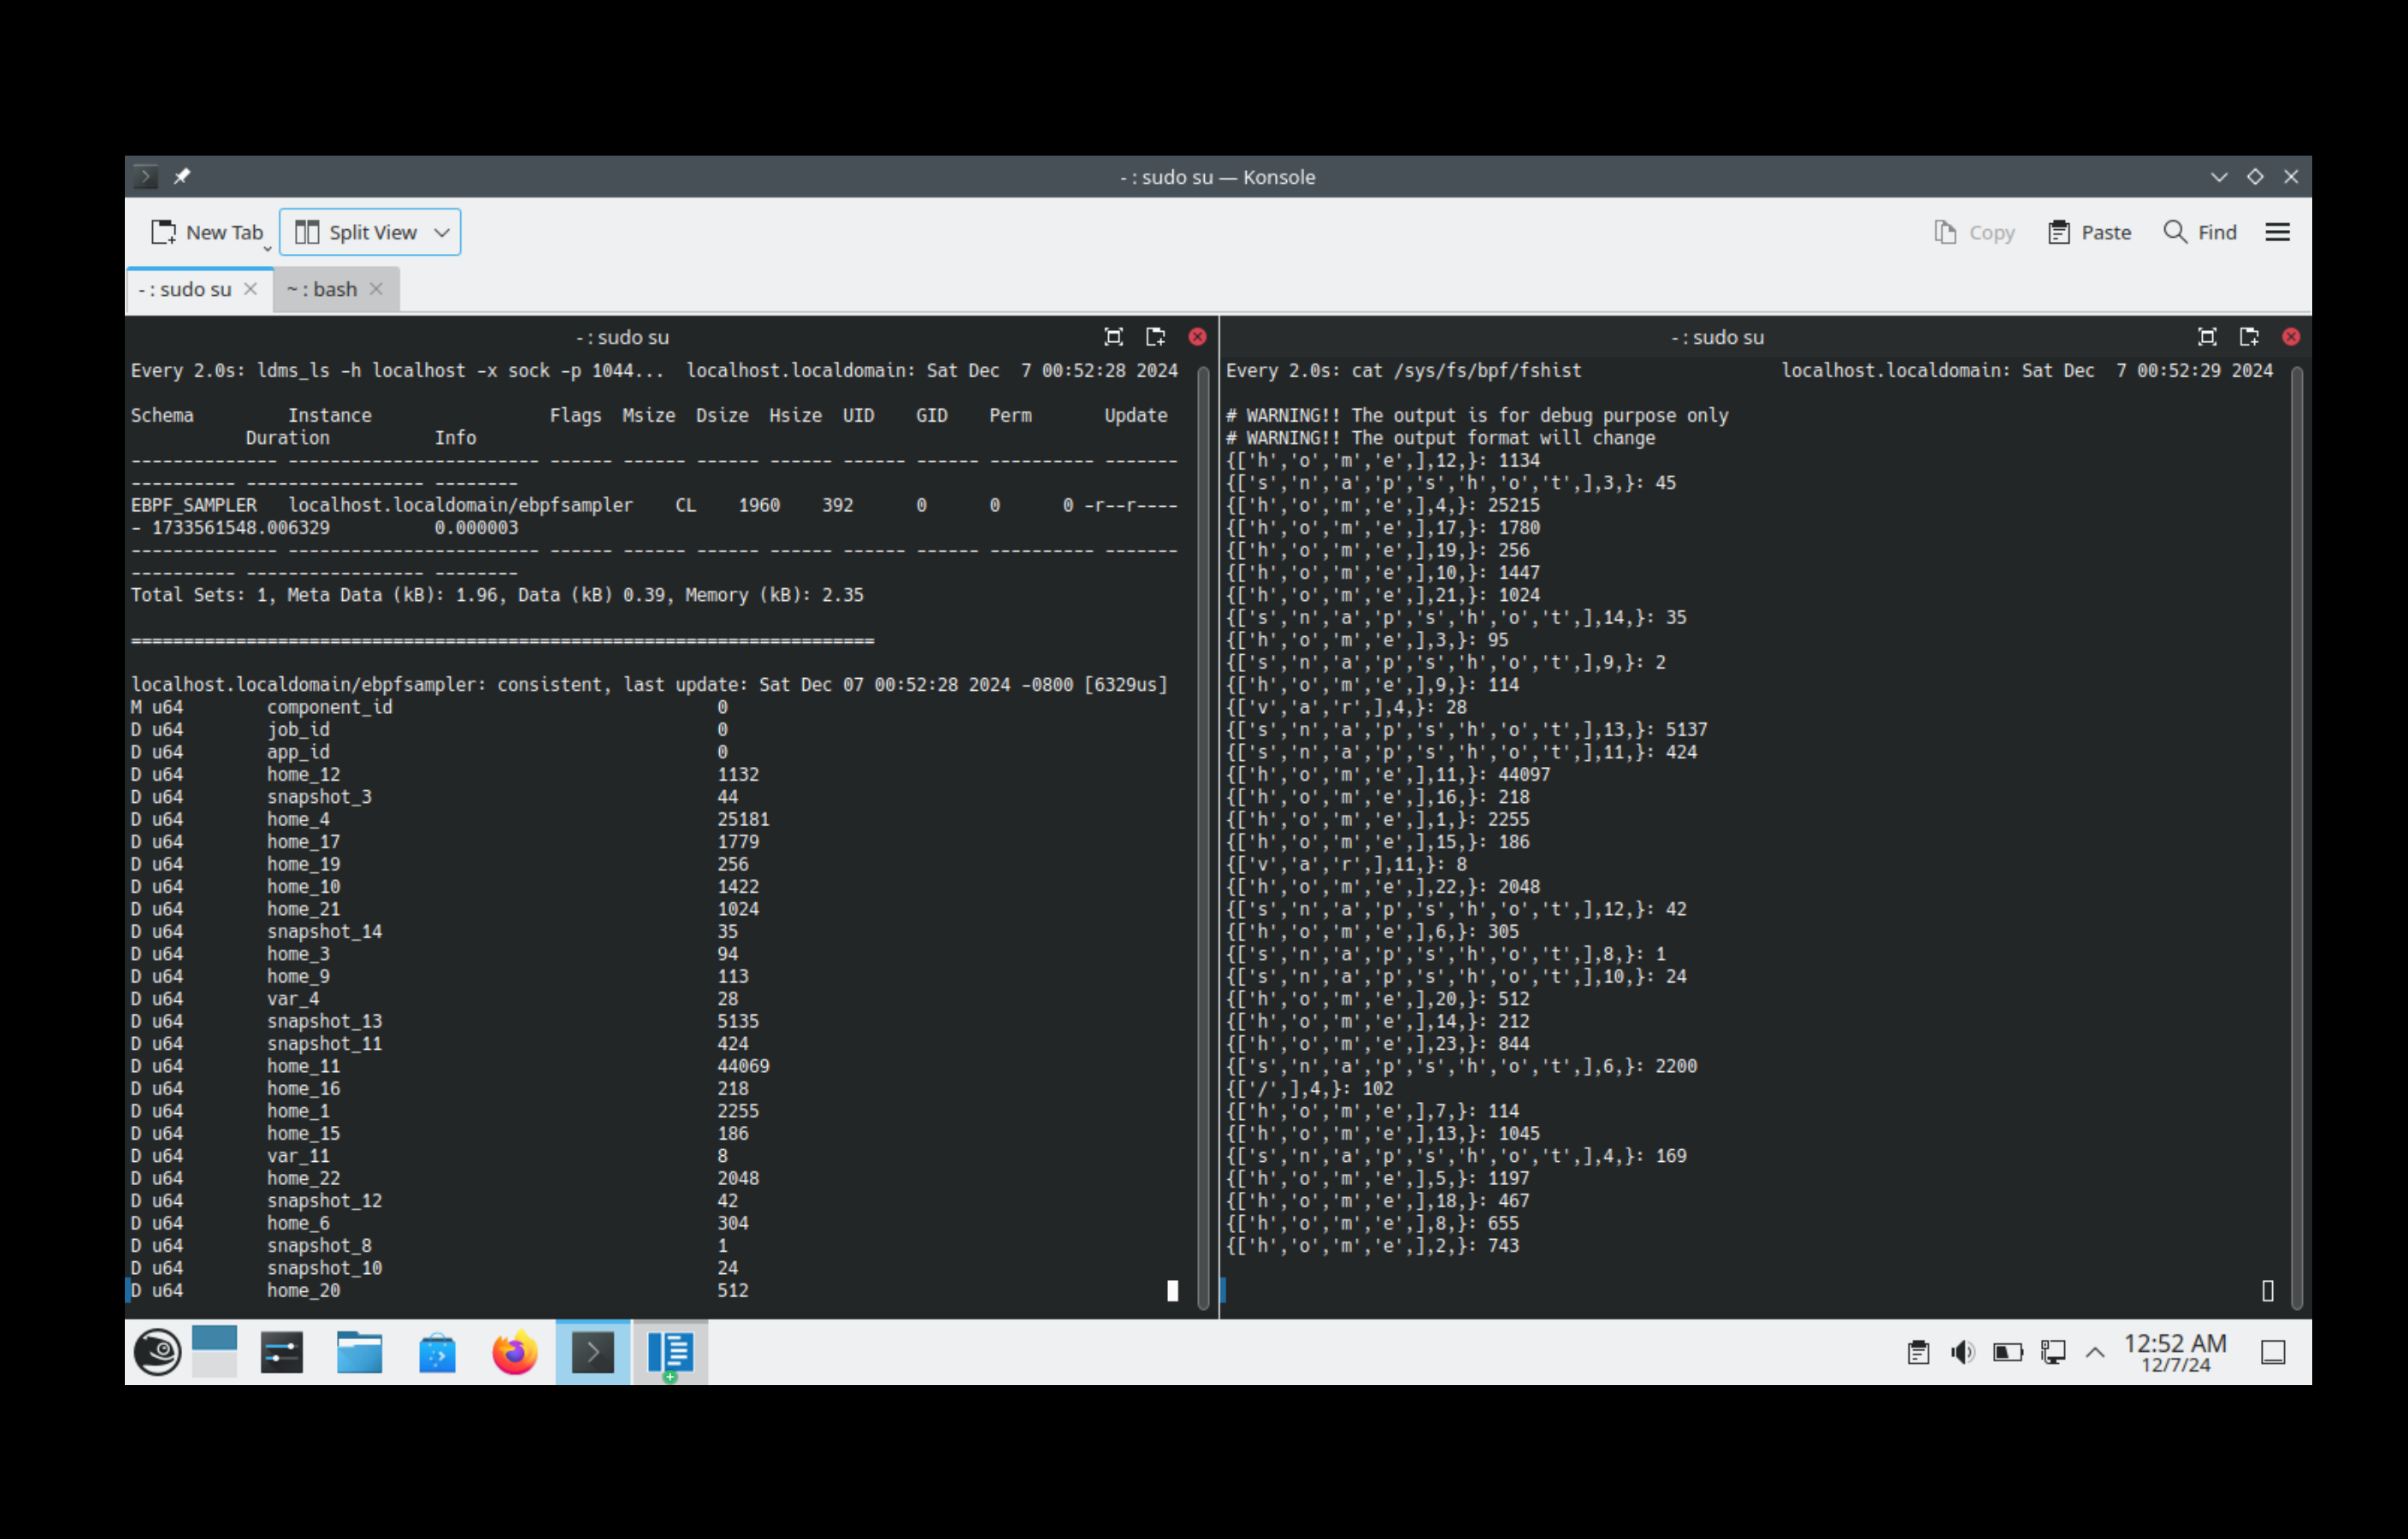 - : sudo su — Konsole
New Tab Split View Copy Paste Find
- : sudo su ~ : bash
- : sudo su
Every 2.0s: ldms_ls -h localhost -x sock -p 1044... localhost.localdomain: Sat Dec 7 00:52:28 2024
Schema Instance Flags Msize Dsize Hsize UID GID Perm Update
Duration Info
-------------- ------------------------ ------ ------ ------ ------ ------ ------ ---------- -------
---------- ----------------- --------
EBPF_SAMPLER localhost.localdomain/ebpfsampler CL 1960 392 0 0 0 -r--r----
- 1733561548.006329 0.000003
-------------- ------------------------ ------ ------ ------ ------ ------ ------ ---------- -------
---------- ----------------- --------
Total Sets: 1, Meta Data (kB): 1.96, Data (kB) 0.39, Memory (kB): 2.35
=======================================================================
localhost.localdomain/ebpfsampler: consistent, last update: Sat Dec 07 00:52:28 2024 -0800 [6329us]
M u64 component_id 0
D u64 job_id 0
D u64 app_id 0
D u64 home_12 1132
D u64 snapshot_3 44
D u64 home_4 25181
D u64 home_17 1779
D u64 home_19 256
D u64 home_10 1422
D u64 home_21 1024
D u64 snapshot_14 35
D u64 home_3 94
D u64 home_9 113
D u64 var_4 28
D u64 snapshot_13 5135
D u64 snapshot_11 424
D u64 home_11 44069
D u64 home_16 218
D u64 home_1 2255
D u64 home_15 186
D u64 var_11 8
D u64 home_22 2048
D u64 snapshot_12 42
D u64 home_6 304
D u64 snapshot_8 1
D u64 snapshot_10 24
D u64 home_20 512
- : sudo su
Every 2.0s: cat /sys/fs/bpf/fshist localhost.localdomain: Sat Dec 7 00:52:29 2024
# WARNING!! The output is for debug purpose only
# WARNING!! The output format will change
{['h','o','m','e',],12,}: 1134
{['s','n','a','p','s','h','o','t',],3,}: 45
{['h','o','m','e',],4,}: 25215
{['h','o','m','e',],17,}: 1780
{['h','o','m','e',],19,}: 256
{['h','o','m','e',],10,}: 1447
{['h','o','m','e',],21,}: 1024
{['s','n','a','p','s','h','o','t',],14,}: 35
{['h','o','m','e',],3,}: 95
{['s','n','a','p','s','h','o','t',],9,}: 2
{['h','o','m','e',],9,}: 114
{['v','a','r',],4,}: 28
{['s','n','a','p','s','h','o','t',],13,}: 5137
{['s','n','a','p','s','h','o','t',],11,}: 424
{['h','o','m','e',],11,}: 44097
{['h','o','m','e',],16,}: 218
{['h','o','m','e',],1,}: 2255
{['h','o','m','e',],15,}: 186
{['v','a','r',],11,}: 8
{['h','o','m','e',],22,}: 2048
{['s','n','a','p','s','h','o','t',],12,}: 42
{['h','o','m','e',],6,}: 305
{['s','n','a','p','s','h','o','t',],8,}: 1
{['s','n','a','p','s','h','o','t',],10,}: 24
{['h','o','m','e',],20,}: 512
{['h','o','m','e',],14,}: 212
{['h','o','m','e',],23,}: 844
{['s','n','a','p','s','h','o','t',],6,}: 2200
{['/',],4,}: 102
{['h','o','m','e',],7,}: 114
{['h','o','m','e',],13,}: 1045
{['s','n','a','p','s','h','o','t',],4,}: 169
{['h','o','m','e',],5,}: 1197
{['h','o','m','e',],18,}: 467
{['h','o','m','e',],8,}: 655
{['h','o','m','e',],2,}: 743
12:52 AM
12/7/24